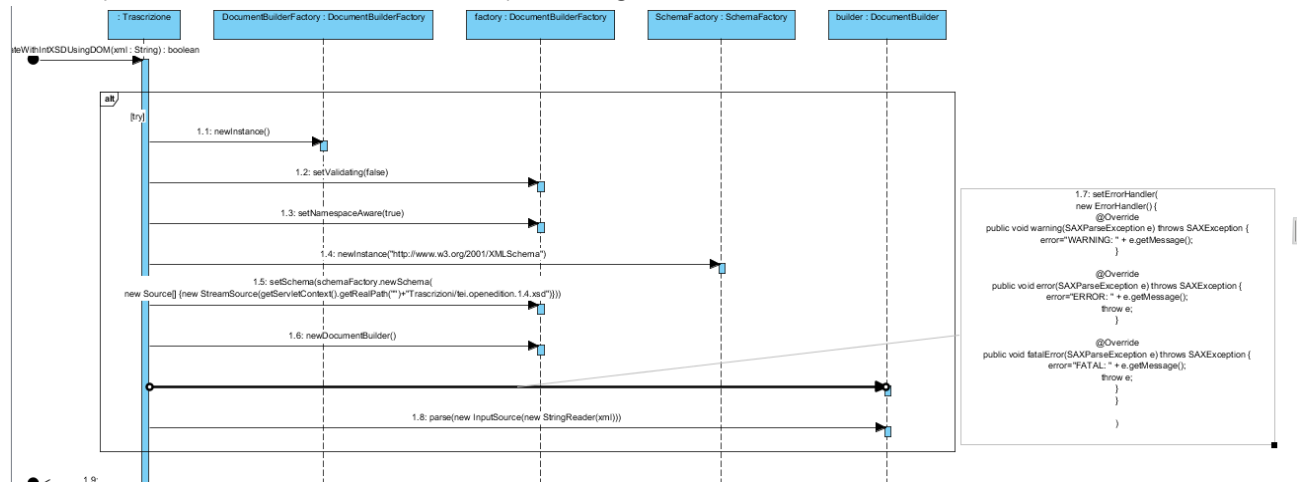 : Trascrizione
DocumentBuilderFactory : DocumentBuilderFactory
factory : DocumentBuilderFactory
SchemaFactory : SchemaFactory
builder : DocumentBuilder
teWithIntXSDUsingDOM(xml : String) : boolean
alt
[try]
1.1: newInstance()
1.2: setValidating(false)
1.3: setNamespaceAware(true)
1.4: newInstance("http://www.w3.org/2001/XMLSchema")
1.5: setSchema(schemaFactory.newSchema(
new Source[] {new StreamSource(getServletContext().getRealPath("")+"Trascrizioni/tei.openedition.1.4.xsd")}))
1.6: newDocumentBuilder()
1.7: setErrorHandler(
new ErrorHandler() {
@Override
public void warning(SAXParseException e) throws SAXException {
error="WARNING: " + e.getMessage();
}
@Override
public void error(SAXParseException e) throws SAXException {
error="ERROR: " + e.getMessage();
throw e;
}
@Override
public void fatalError(SAXParseException e) throws SAXException {
error="FATAL: " + e.getMessage();
throw e;
}
}
)
1.8: parse(new InputSource(new StringReader(xml)))
1.9: